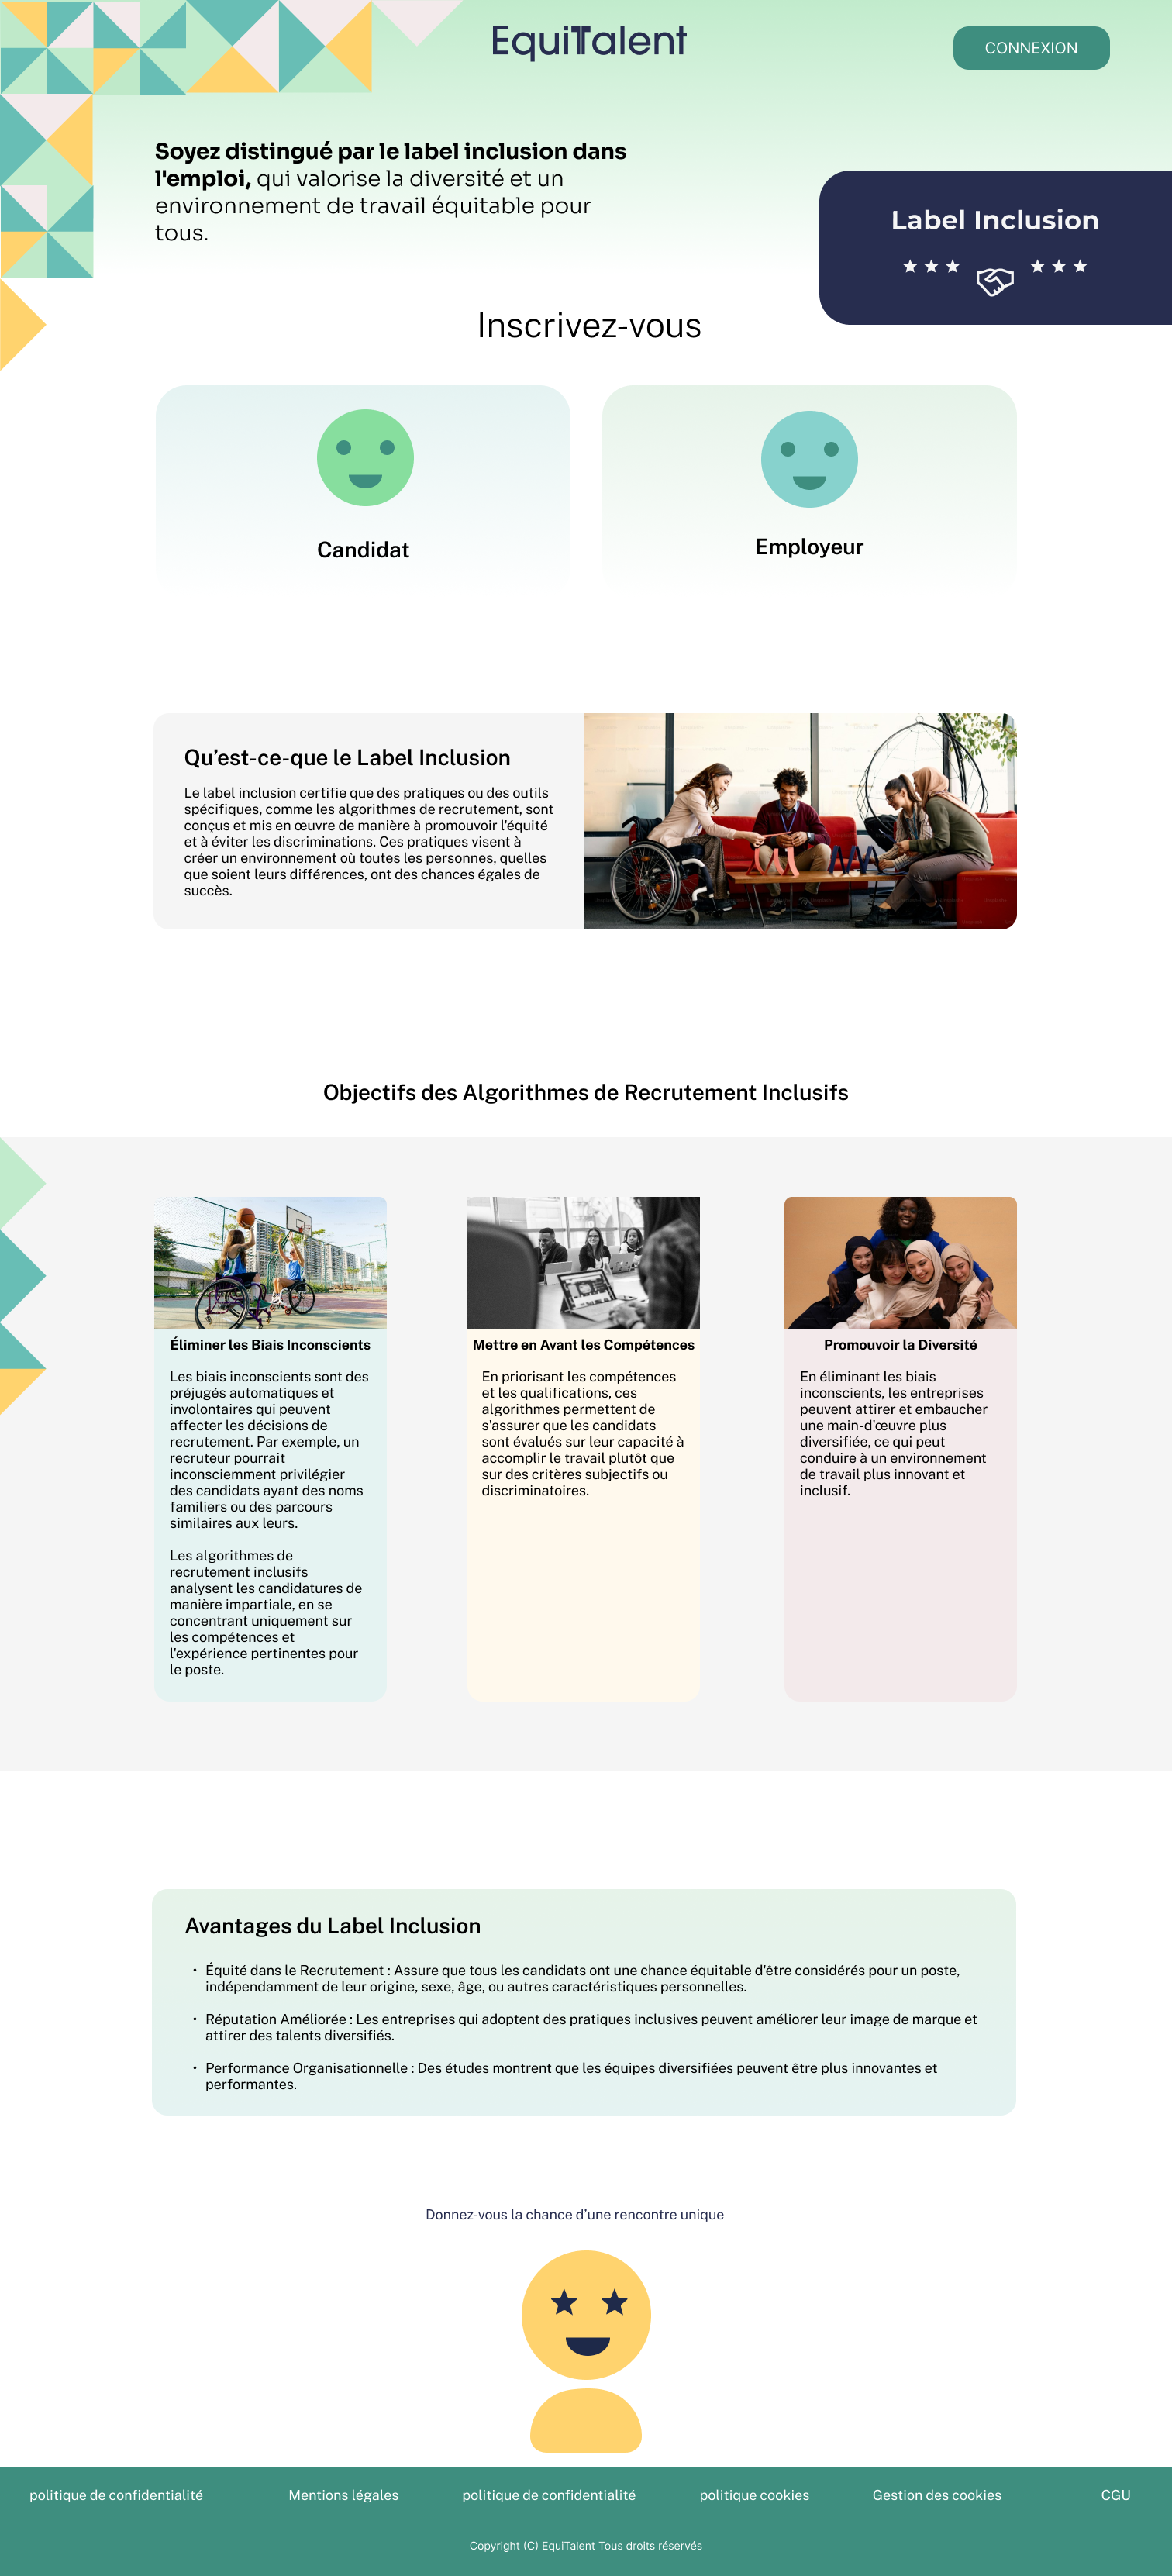 EquiTalent
CONNEXION
Soyez distingué par le label inclusion dans
l'emploi, qui valorise la diversité et un
environnement de travail équitable pour
tous.
Label Inclusion
Inscrivez-vous
Candidat
Employeur
Qu’est-ce-que le Label Inclusion
Le label inclusion certifie que des pratiques ou des outils
spécifiques, comme les algorithmes de recrutement, sont
conçus et mis en œuvre de manière à promouvoir l'équité
et à éviter les discriminations. Ces pratiques visent à
créer un environnement où toutes les personnes, quelles
que soient leurs différences, ont des chances égales de
succès.
Objectifs des Algorithmes de Recrutement Inclusifs
Éliminer les Biais Inconscients
Les biais inconscients sont des
préjugés automatiques et
involontaires qui peuvent
affecter les décisions de
recrutement. Par exemple, un
recruteur pourrait
inconsciemment privilégier
des candidats ayant des noms
familiers ou des parcours
similaires aux leurs.
Les algorithmes de
recrutement inclusifs
analysent les candidatures de
manière impartiale, en se
concentrant uniquement sur
les compétences et
l'expérience pertinentes pour
le poste.
Mettre en Avant les Compétences
En priorisant les compétences
et les qualifications, ces
algorithmes permettent de
s'assurer que les candidats
sont évalués sur leur capacité à
accomplir le travail plutôt que
sur des critères subjectifs ou
discriminatoires.
Promouvoir la Diversité
En éliminant les biais
inconscients, les entreprises
peuvent attirer et embaucher
une main-d'œuvre plus
diversifiée, ce qui peut
conduire à un environnement
de travail plus innovant et
inclusif.
Avantages du Label Inclusion
• Équité dans le Recrutement : Assure que tous les candidats ont une chance équitable d'être considérés pour un poste,
indépendamment de leur origine, sexe, âge, ou autres caractéristiques personnelles.
• Réputation Améliorée : Les entreprises qui adoptent des pratiques inclusives peuvent améliorer leur image de marque et
attirer des talents diversifiés.
• Performance Organisationnelle : Des études montrent que les équipes diversifiées peuvent être plus innovantes et
performantes.
Donnez-vous la chance d’une rencontre unique
politique de confidentialité
Mentions légales
politique de confidentialité
politique cookies
Gestion des cookies
CGU
Copyright (C) EquiTalent Tous droits réservés